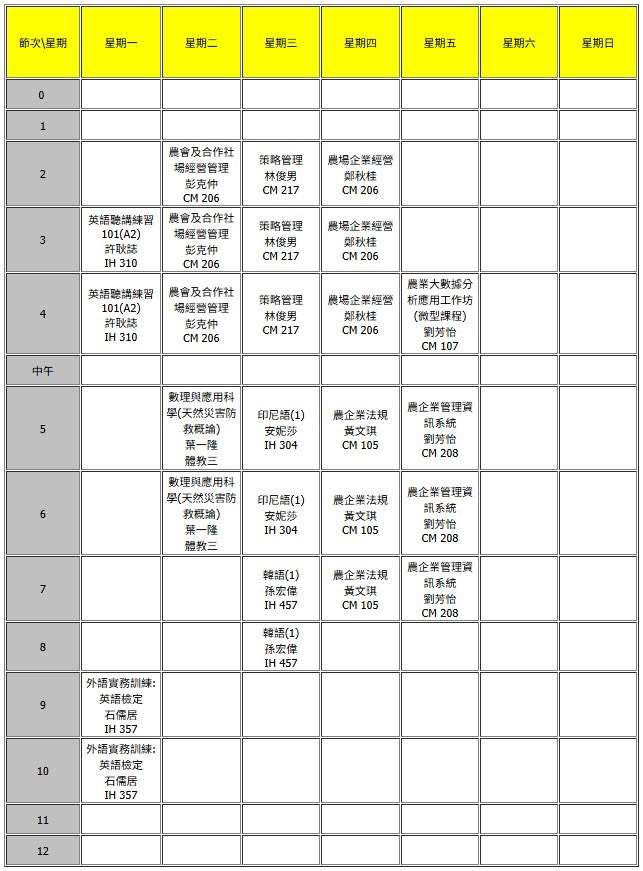 節次\星期 星期一 星期二 星期三 星期四 星期五 星期六 星期日
0
1
2
農會及合作社
場經營管理
彭克仲
CM 206
策略管理
林俊男
CM 217
農場企業經營
鄭秋桂
CM 206
3
英語聽講練習
101(A2)
許耿誌
IH 310
農會及合作社
場經營管理
彭克仲
CM 206
策略管理
林俊男
CM 217
農場企業經營
鄭秋桂
CM 206
4
英語聽講練習
101(A2)
許耿誌
IH 310
農會及合作社
場經營管理
彭克仲
CM 206
策略管理
林俊男
CM 217
農場企業經營
鄭秋桂
CM 206
農業大數據分
析應用工作坊
(微型課程)
劉芳怡
CM 107
中午
5
數理與應用科
學(天然災害防
救概論)
葉一隆
體教三
印尼語(1)
安妮莎
IH 304
農企業法規
黃文琪
CM 105
農企業管理資
訊系統
劉芳怡
CM 208
6
數理與應用科
學(天然災害防
救概論)
葉一隆
體教三
印尼語(1)
安妮莎
IH 304
農企業法規
黃文琪
CM 105
農企業管理資
訊系統
劉芳怡
CM 208
7
韓語(1)
孫宏偉
IH 457
農企業法規
黃文琪
CM 105
農企業管理資
訊系統
劉芳怡
CM 208
8
韓語(1)
孫宏偉
IH 457
9
外語實務訓練:
英語檢定
石儒居
IH 357
10
外語實務訓練:
英語檢定
石儒居
IH 357
11
12